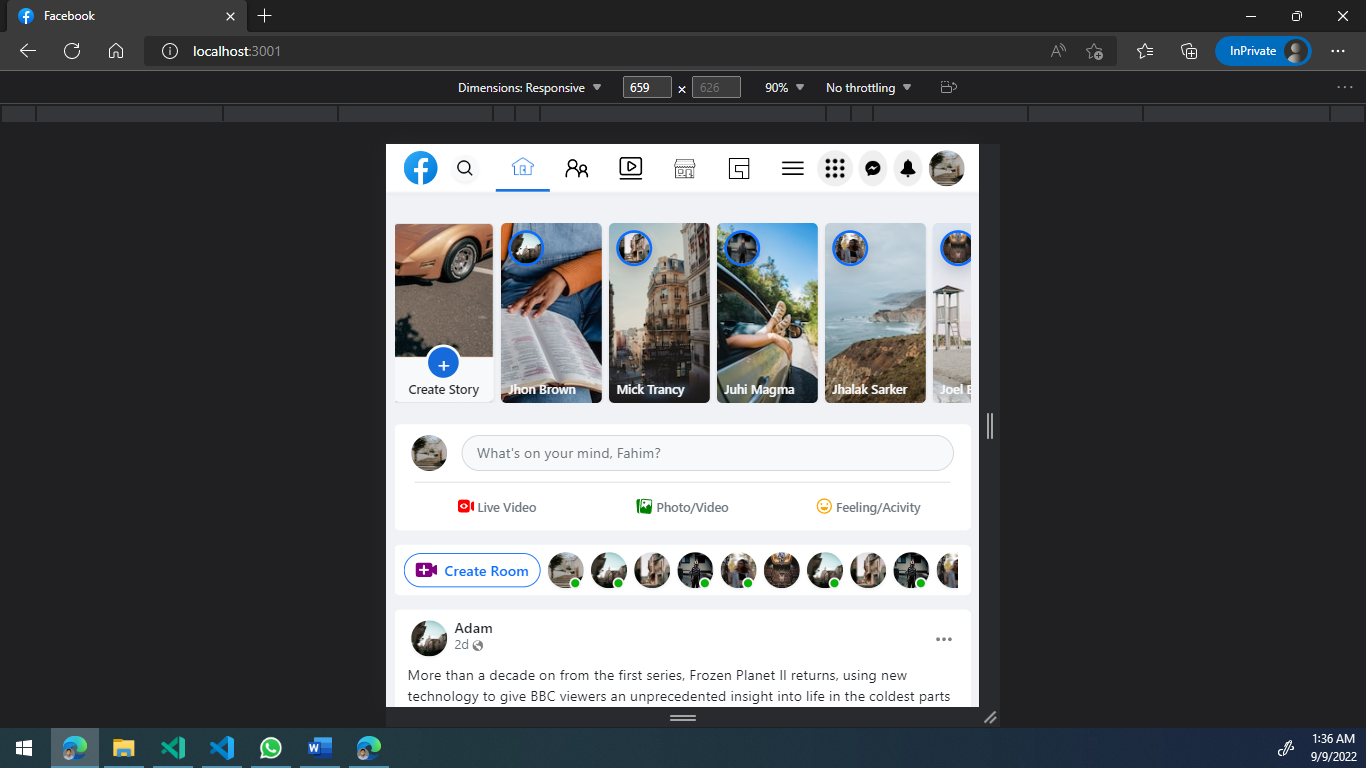 Facebook
localhost:3001
InPrivate
Dimensions: Responsive 659 × 626 90% No throttling
Create Story
Jhon Brown
Mick Trancy
Juhi Magma
Jhalak Sarker
Joel
What's on your mind, Fahim?
Live Video
Photo/Video
Feeling/Acivity
Create Room
Adam
2d
More than a decade on from the first series, Frozen Planet II returns, using new
technology to give BBC viewers an unprecedented insight into life in the coldest parts
1:36 AM
9/9/2022